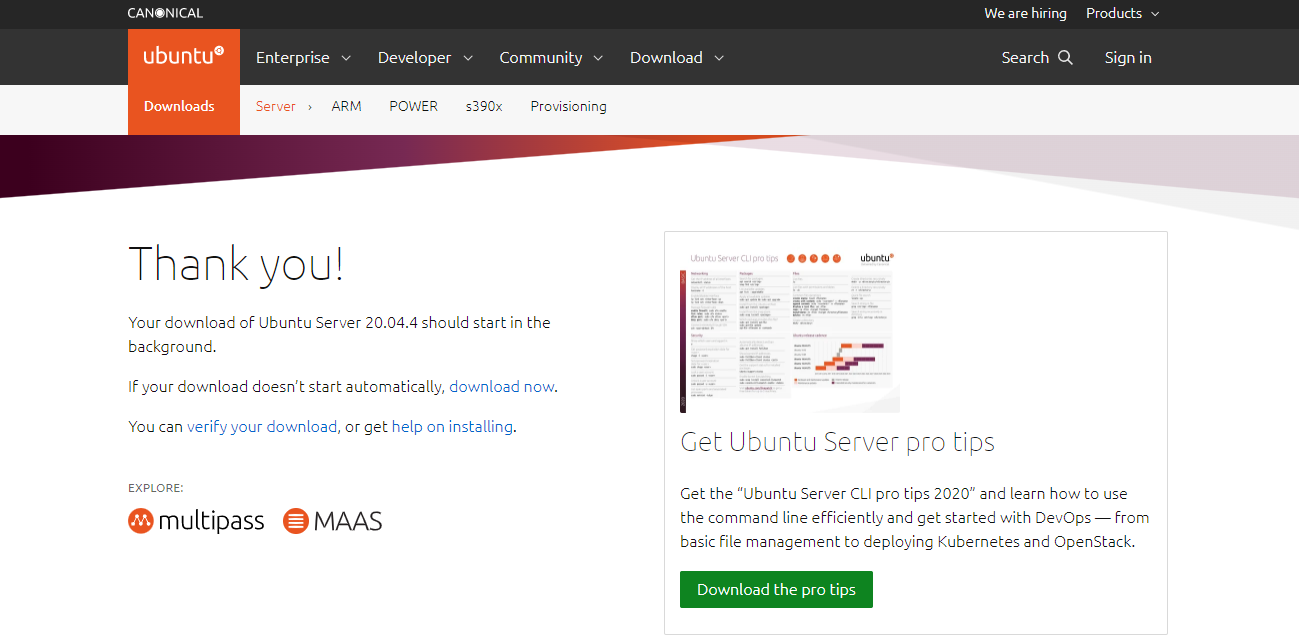 CANONICAL
We are hiring Products
ubuntu
Enterprise Developer Community Download
Search Sign in
Downloads
Server › ARM POWER s390x Provisioning
Thank you!
Your download of Ubuntu Server 20.04.4 should start in the
background.
If your download doesn’t start automatically, download now.
You can verify your download, or get help on installing.
EXPLORE:
multipass MAAS
Ubuntu Server CLI pro tips
ubuntu
Get Ubuntu Server pro tips
Get the “Ubuntu Server CLI pro tips 2020” and learn how to use
the command line efficiently and get started with DevOps — from
basic file management to deploying Kubernetes and OpenStack.
Download the pro tips